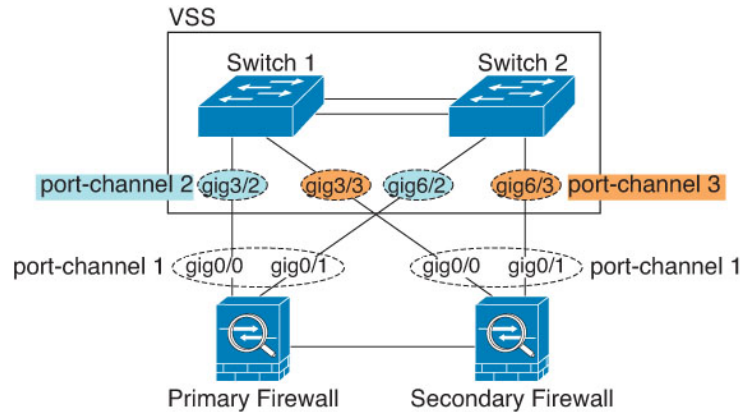 VSS
Switch 1
Switch 2
port-channel 2 gig3/2 gig3/3 gig6/2 gig6/3 port-channel 3
port-channel 1 gig0/0 gig0/1 gig0/0 gig0/1 port-channel 1
Primary Firewall
Secondary Firewall